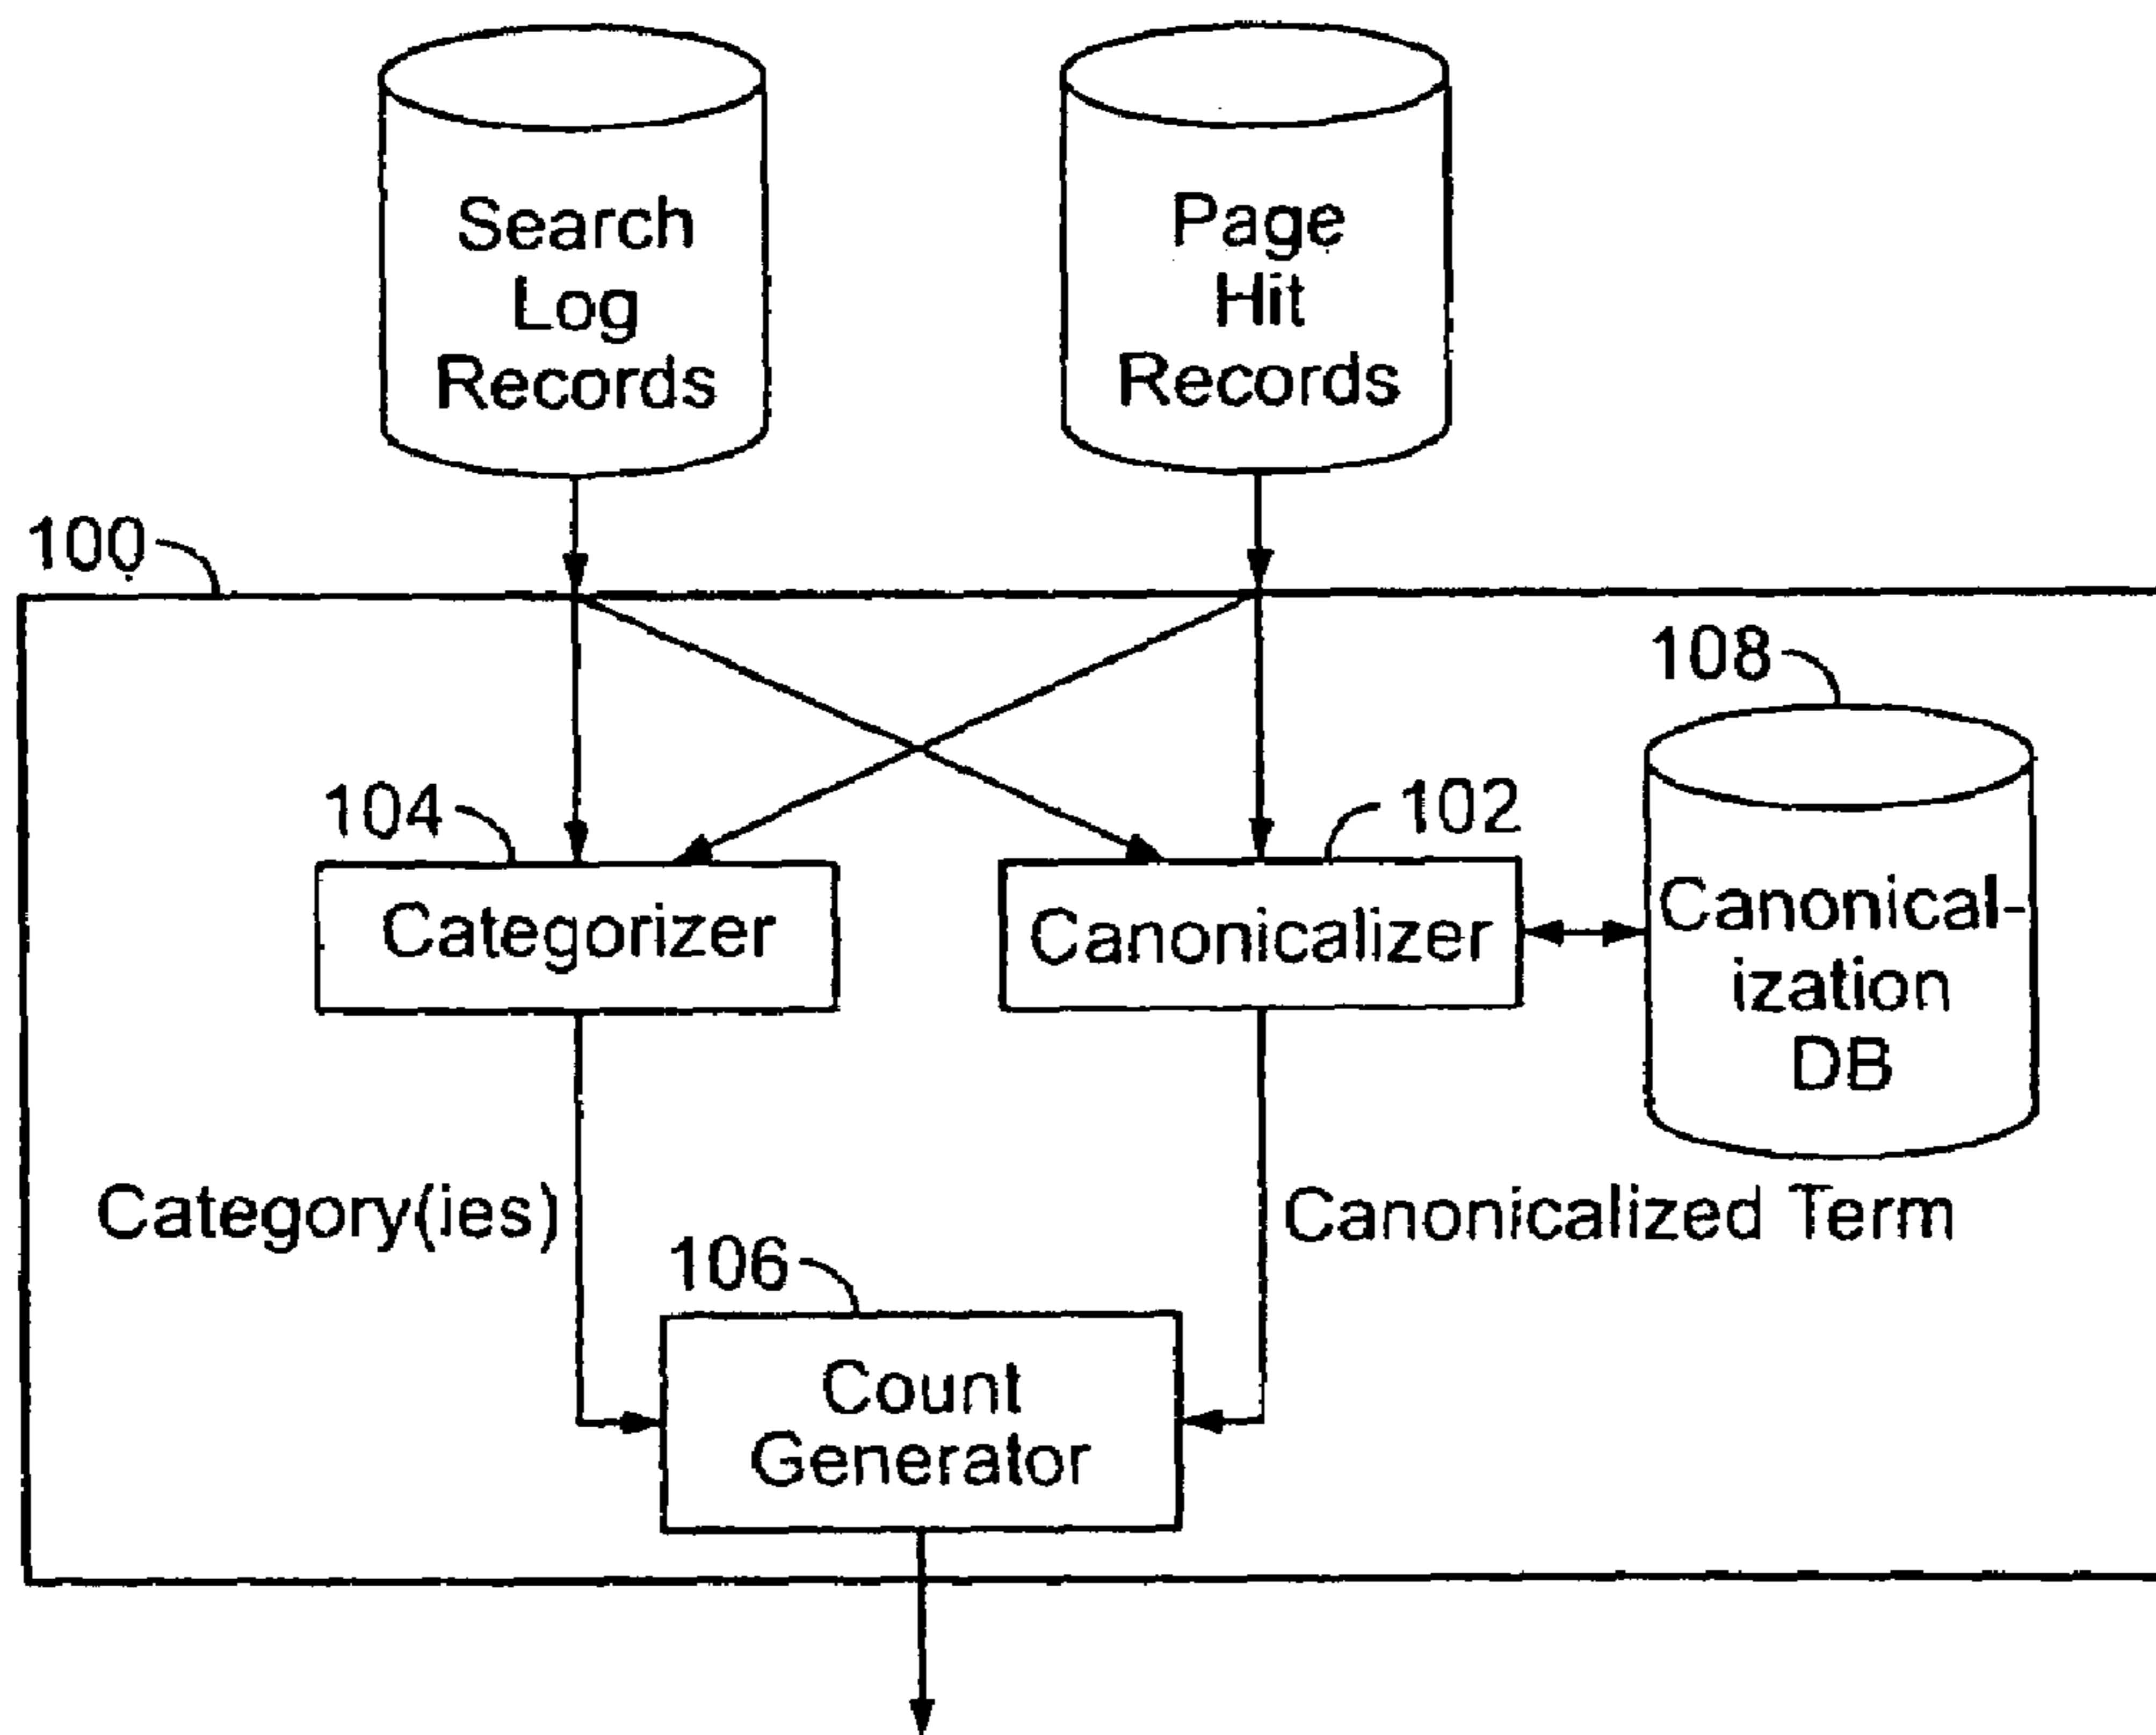 Search
Log
Records
Page
Hit
Records
100
108
104
102
Categorizer
Canonicalizer
Canonical-
ization
DB
Category(ies)
Canonicalized Term
106
Count
Generator